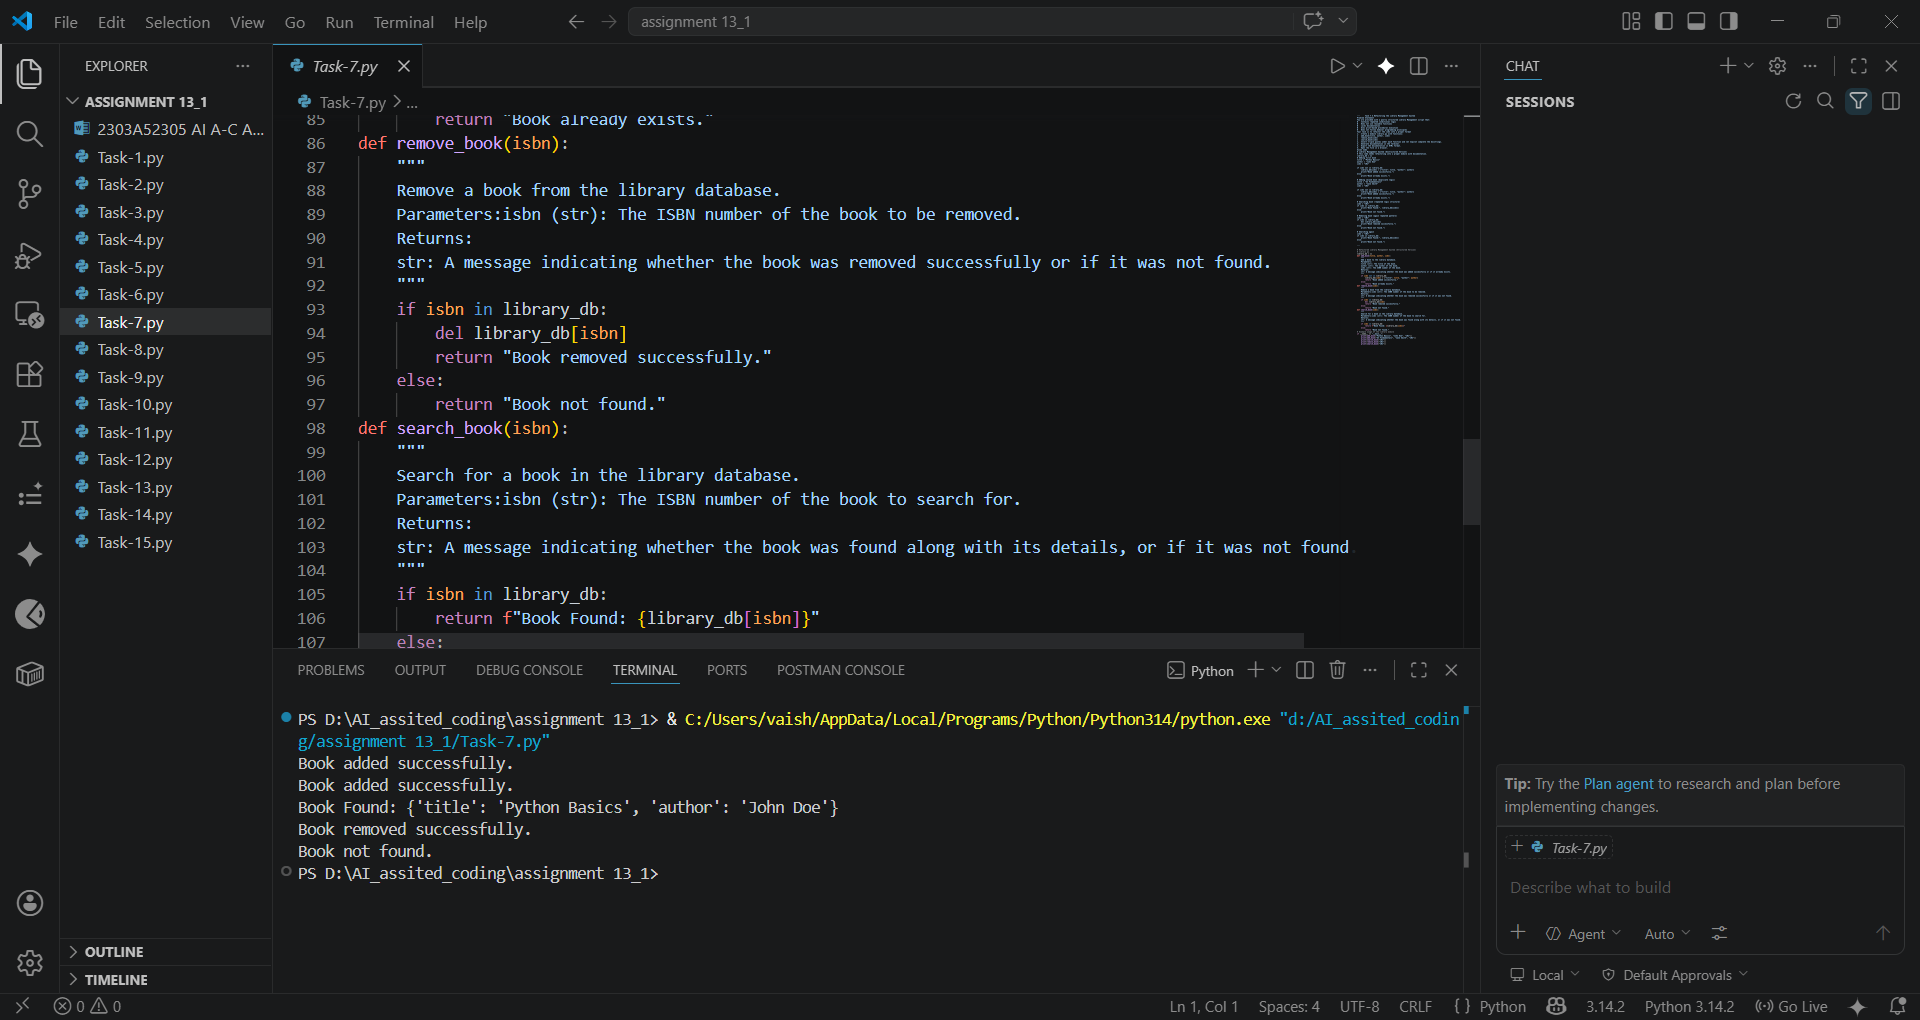 File Edit Selection View Go Run Terminal Help
assignment 13_1
EXPLORER
ASSIGNMENT 13_1
2303A52305 AI A-C A...
Task-1.py
Task-2.py
Task-3.py
Task-4.py
Task-5.py
Task-6.py
Task-7.py
Task-8.py
Task-9.py
Task-10.py
Task-11.py
Task-12.py
Task-13.py
Task-14.py
Task-15.py
OUTLINE
TIMELINE
Task-7.py
Task-7.py > ...
85 return "Book already exists."
86 def remove_book(isbn):
87 """
88 Remove a book from the library database.
89 Parameters:isbn (str): The ISBN number of the book to be removed.
90 Returns:
91 str: A message indicating whether the book was removed successfully or if it was not found.
92 """
93 if isbn in library_db:
94 del library_db[isbn]
95 return "Book removed successfully."
96 else:
97 return "Book not found."
98 def search_book(isbn):
99 """
100 Search for a book in the library database.
101 Parameters:isbn (str): The ISBN number of the book to search for.
102 Returns:
103 str: A message indicating whether the book was found along with its details, or if it was not found
104 """
105 if isbn in library_db:
106 return f"Book Found: {library_db[isbn]}"
107 else:
PROBLEMS OUTPUT DEBUG CONSOLE TERMINAL PORTS POSTMAN CONSOLE
Python
PS D:\AI_assited_coding\assignment 13_1> & C:/Users/vaish/AppData/Local/Programs/Python/Python314/python.exe "d:/AI_assited_codin
g/assignment 13_1/Task-7.py"
Book added successfully.
Book added successfully.
Book Found: {'title': 'Python Basics', 'author': 'John Doe'}
Book removed successfully.
Book not found.
PS D:\AI_assited_coding\assignment 13_1>
CHAT
SESSIONS
Tip: Try the Plan agent to research and plan before
implementing changes.
Task-7.py
Describe what to build
Agent Auto
Local Default Approvals
0 0
Ln 1, Col 1 Spaces: 4 UTF-8 CRLF { } Python 3.14.2 Python 3.14.2 Go Live